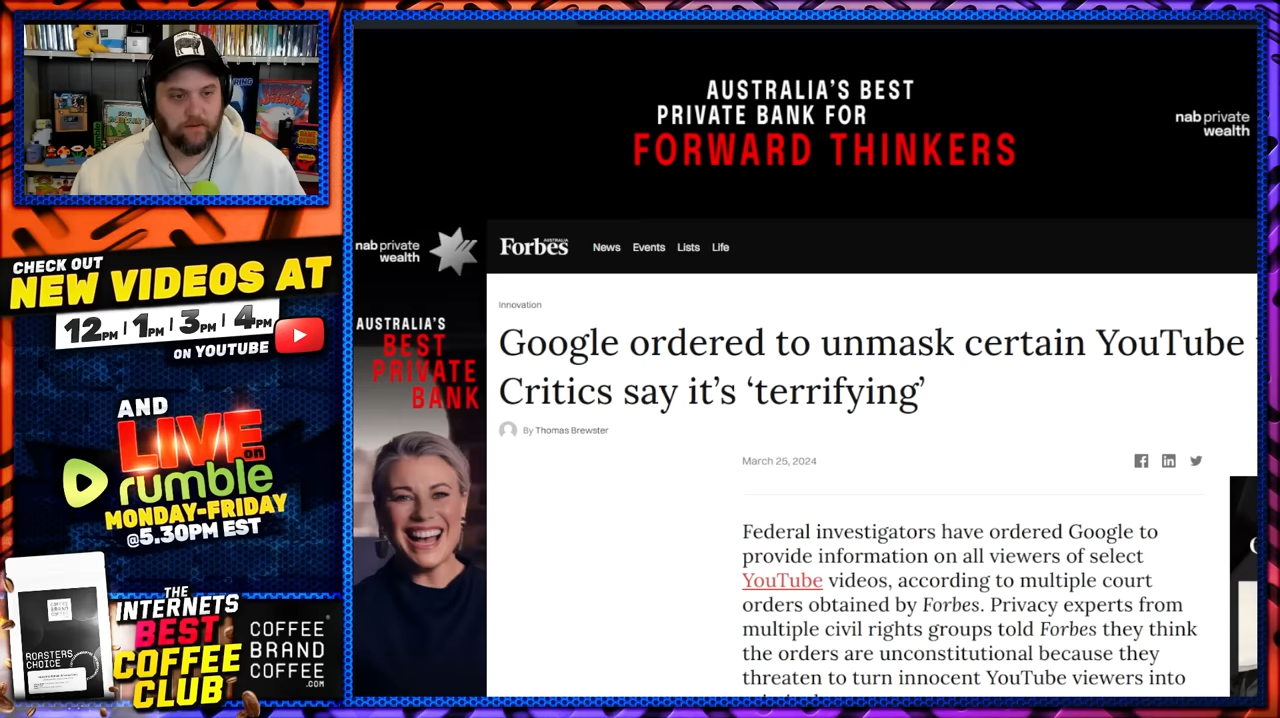 CHECK OUT
NEW VIDEOS AT
12PM | 1PM | 3PM | 4PM
ON YOUTUBE
AND
LIVE on
rumble
MONDAY-FRIDAY
@5.30PM EST
THE
INTERNETS
BEST
COFFEE
CLUB
COFFEE
BRAND
COFFEE
.COM
COFFEE
BRAND
COFFEE
ROASTERS
CHOICE
AUSTRALIA'S BEST
PRIVATE BANK FOR
FORWARD THINKERS
nab private
wealth
nab private
wealth
AUSTRALIA'S
BEST
PRIVATE
BANK
Forbes
AUSTRALIA
News Events Lists Life
Innovation
Google ordered to unmask certain YouTube
Critics say it's ‘terrifying’
By Thomas Brewster
March 25, 2024
Federal investigators have ordered Google to
provide information on all viewers of select
YouTube videos, according to multiple court
orders obtained by Forbes. Privacy experts from
multiple civil rights groups told Forbes they think
the orders are unconstitutional because they
threaten to turn innocent YouTube viewers into